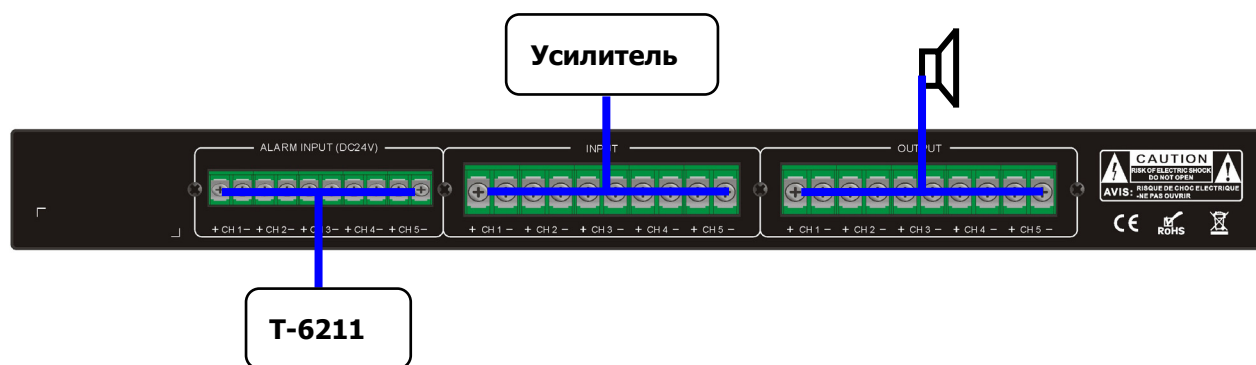 Усилитель
ALARM INPUT (DC24V)
INPUT
OUTPUT
+ CH 1 – + CH 2 – + CH 3 – + CH 4 – + CH 5 –
+ CH 1 – + CH 2 – + CH 3 – + CH 4 – + CH 5 –
+ CH 1 – + CH 2 – + CH 3 – + CH 4 – + CH 5 –
CAUTION
RISK OF ELECTRIC SHOCK
DO NOT OPEN
AVIS: RISQUE DE CHOC ELECTRIQUE
-NE PAS OUVRIR
CE
RoHS
T-6211